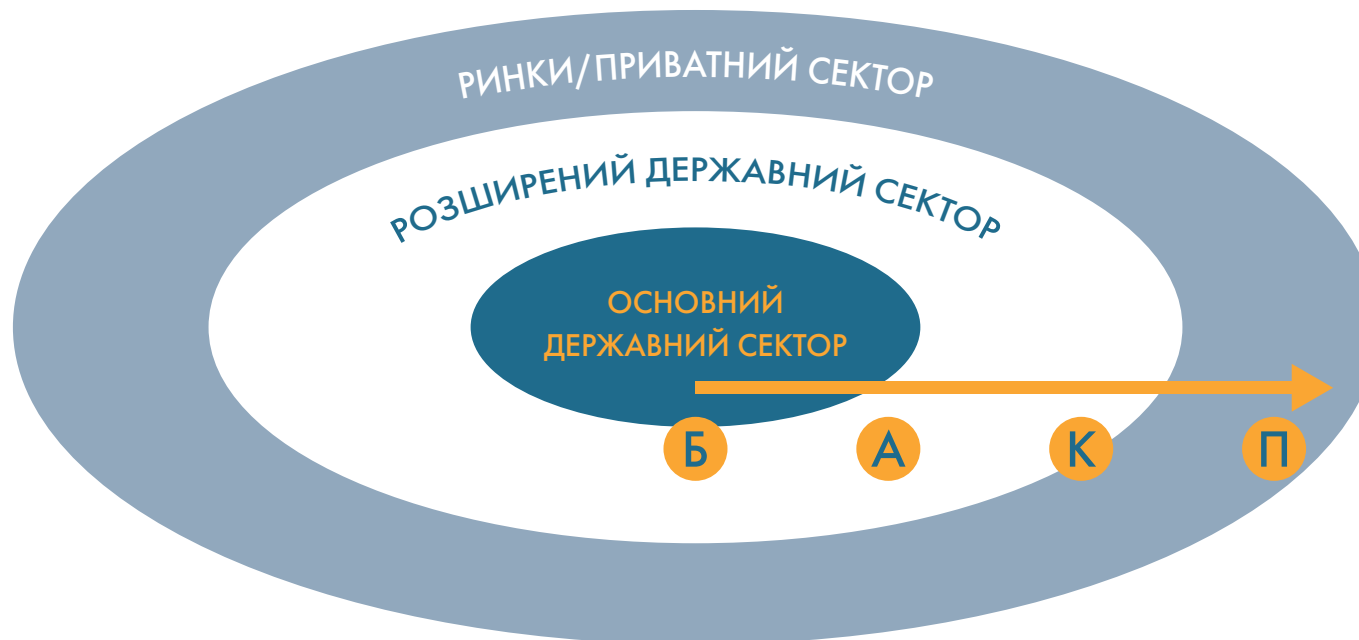 РИНКИ/ПРИВАТНИЙ СЕКТОР
РОЗШИРЕНИЙ ДЕРЖАВНИЙ СЕКТОР
ОСНОВНИЙ
ДЕРЖАВНИЙ СЕКТОР
Б А К П